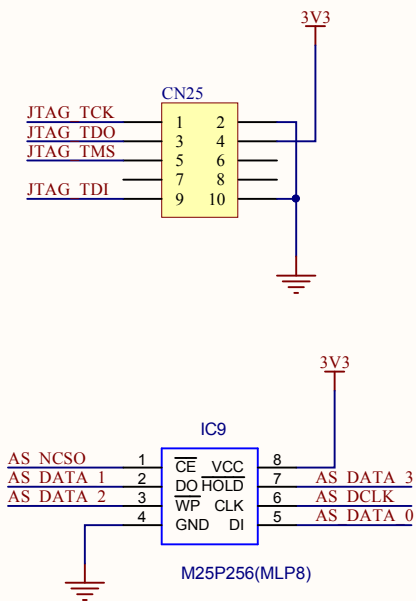 3V3
CN25
JTAG TCK 1 2
JTAG TDO 3 4
JTAG TMS 5 6
7 8
JTAG TDI 9 10
3V3
IC9
AS NCSO 1 CE VCC 8
AS DATA 1 2 DO HOLD 7 AS DATA 3
AS DATA 2 3 WP CLK 6 AS DCLK
4 GND DI 5 AS DATA 0
M25P256(MLP8)